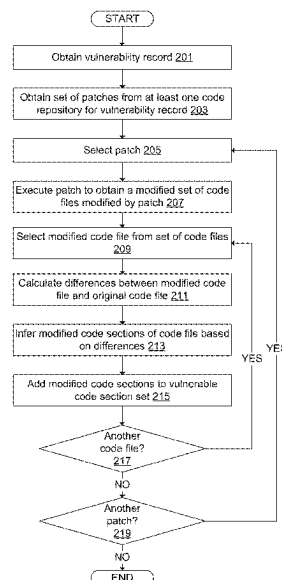 START
Obtain vulnerability record 201
Obtain set of patches from at least one code
repository for vulnerability record 203
Select patch 205
Execute patch to obtain a modified set of code
files modified by patch 207
Select modified code file from set of code files
209
Calculate differences between modified code
file and original code file 211
Infer modified code sections of code file based
on differences 213
YES
YES
Add modified code sections to vulnerable
code section set 215
Another
code file?
217
NO
Another
patch?
219
NO
END